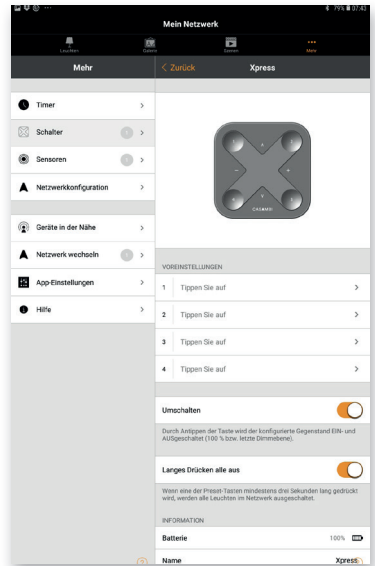 79% 07:43
Mein Netzwerk
Leuchten
Szenen
Mehr
Mehr
Zurück
Xpress
Timer
Schalter
Sensoren
Netzwerkkonfiguration
Geräte in der Nähe
Netzwerk wechseln
App-Einstellungen
Hilfe
CASAMBI
VOREINSTELLUNGEN
1 Tippen Sie auf
2 Tippen Sie auf
3 Tippen Sie auf
4 Tippen Sie auf
Umschalten
Durch Antippen der Taste wird der konfigurierte Gegenstand EIN- und
AUSgeschaltet (100 % bzw. letzte Dimmebene).
Langes Drücken alle aus
Wenn eine der Preset-Tasten mindestens drei Sekunden lang gedrückt
wird, werden alle Leuchten im Netzwerk ausgeschaltet.
INFORMATION
Batterie 100%
Name Xpress